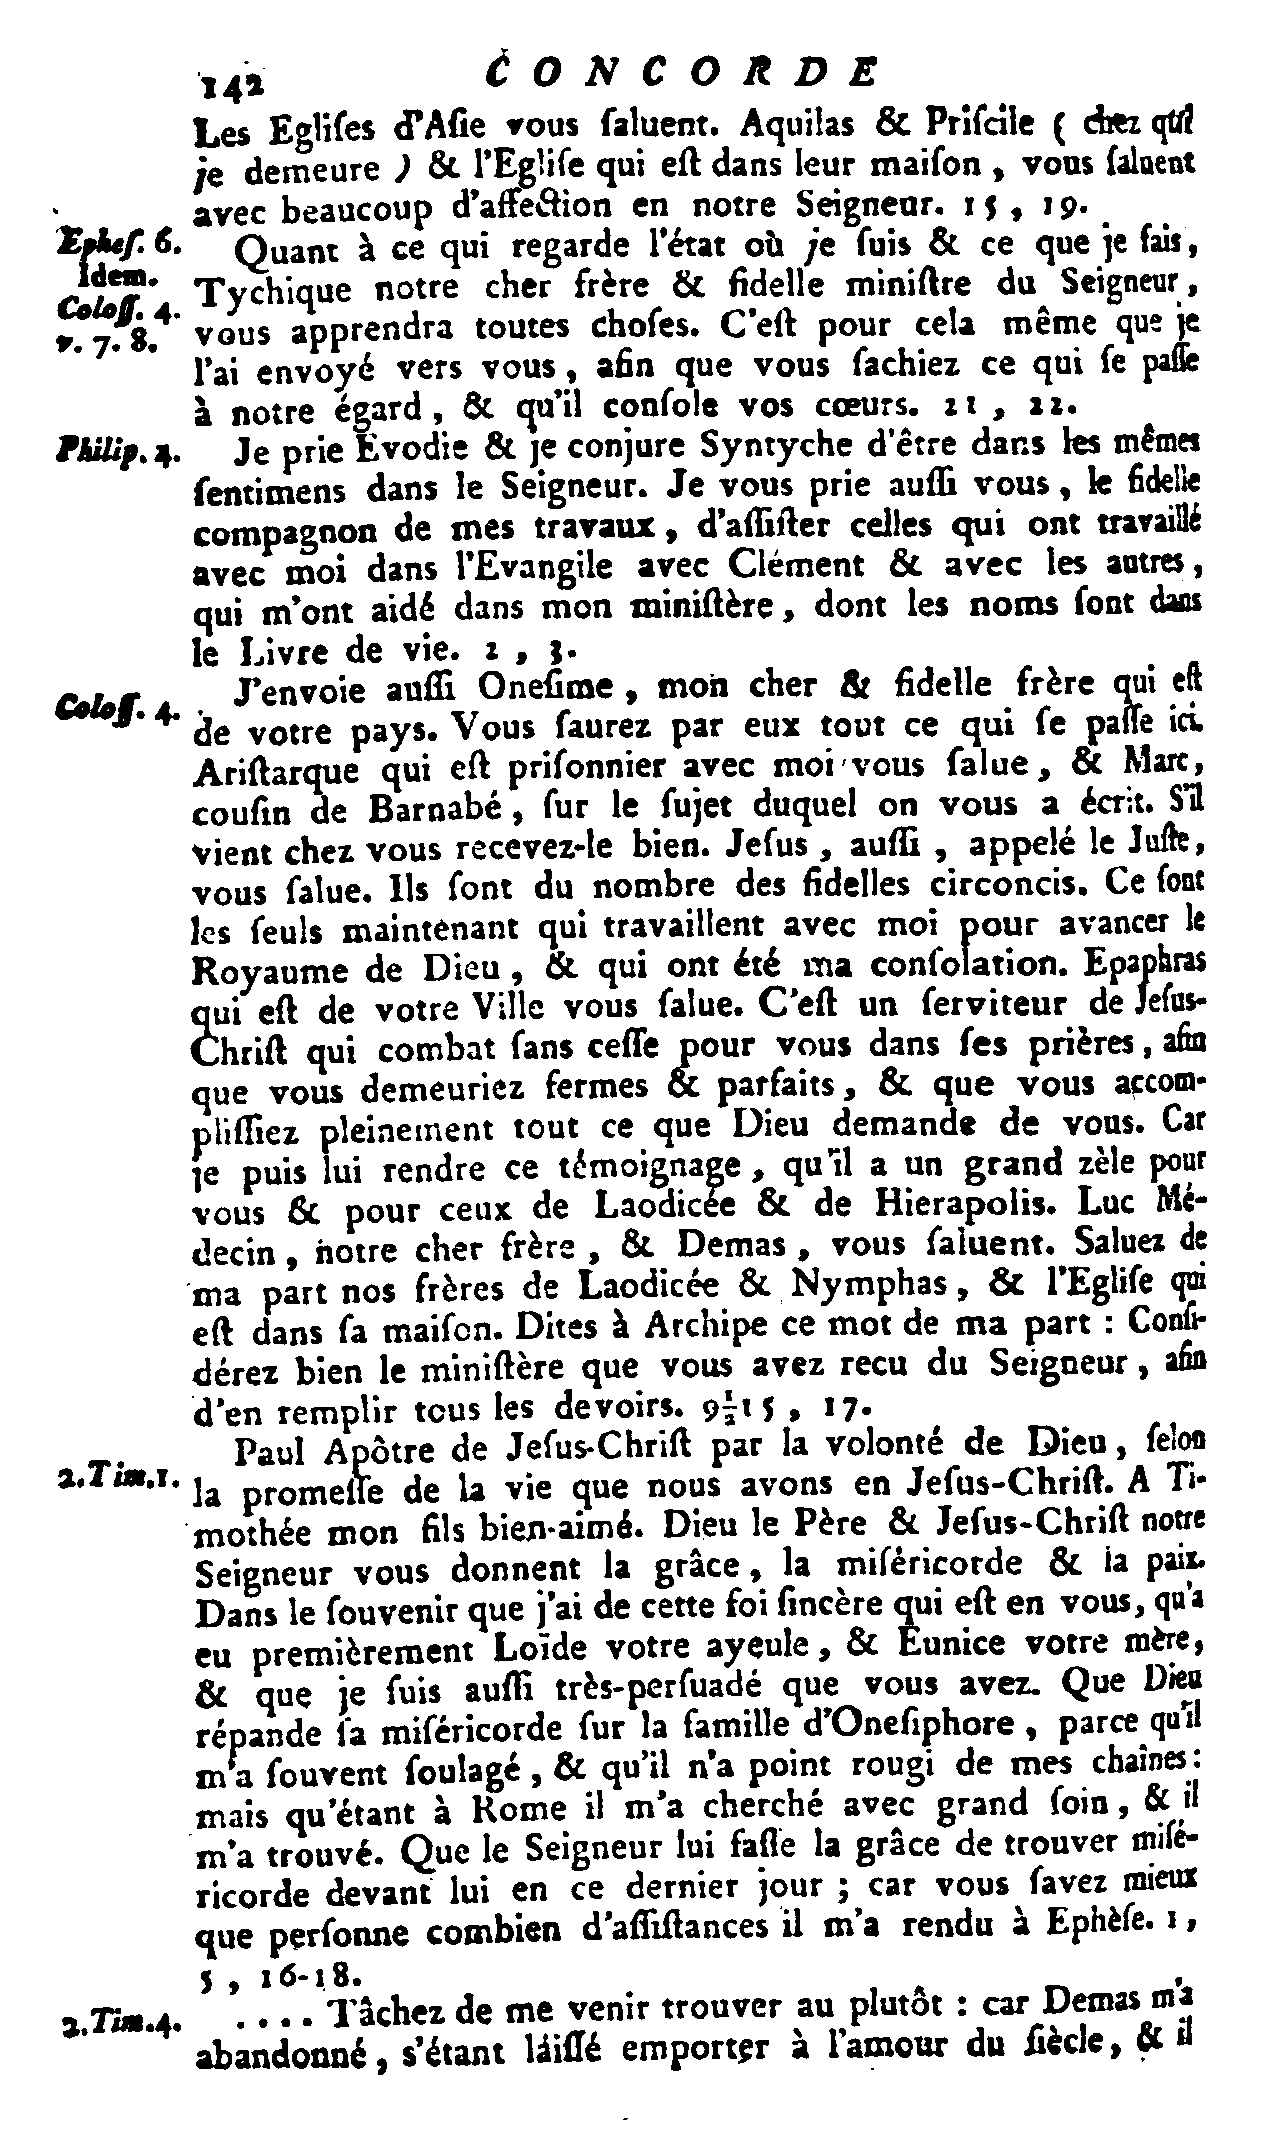 142 CONCORDE
Les Egliſes d'Aſie vous ſaluent. Aquilas & Priſcile ( chez qui
je demeure ) & l'Egliſe qui eſt dans leur maiſon , vous ſaluent
avec beaucoup d'affection en notre Seigneur. 15 , 19.
Epheſ. 6. Quant à ce qui regarde l'état où je ſuis & ce que je fais,
Idem. Tychique notre cher frère & fidelle miniſtre du Seigneur,
Coloſſ. 4. vous apprendra toutes choſes. C'eſt pour cela même que je
v. 7. 8. l'ai envoyé vers vous, afin que vous ſachiez ce qui ſe paſſe
à notre égard, & qu'il conſole vos cœurs. 21 , 22.
Philip. 4. Je prie Evodie & je conjure Syntyche d'être dans les mêmes
ſentimens dans le Seigneur. Je vous prie auſſi vous, le fidelle
compagnon de mes travaux, d'aſſiſter celles qui ont travaillé
avec moi dans l'Evangile avec Clément & avec les autres,
qui m'ont aidé dans mon miniſtère, dont les noms ſont dans
le Livre de vie. 2 , 3.
Coloſſ. 4. J'envoie auſſi Oneſime, mon cher & fidelle frère qui eſt
de votre pays. Vous ſaurez par eux tout ce qui ſe paſſe ici.
Ariſtarque qui eſt priſonnier avec moi vous ſalue, & Marc,
couſin de Barnabé, ſur le ſujet duquel on vous a écrit. S'il
vient chez vous recevez-le bien. Jeſus, auſſi, appelé le Juſte,
vous ſalue. Ils ſont du nombre des fidelles circoncis. Ce ſont
les ſeuls maintenant qui travaillent avec moi pour avancer le
Royaume de Dieu, & qui ont été ma conſolation. Epaphras
qui eſt de votre Ville vous ſalue. C'eſt un ſerviteur de Jeſus-
Chriſt qui combat ſans ceſſe pour vous dans ſes prières, afin
que vous demeuriez fermes & parfaits, & que vous accom-
pliſſiez pleinement tout ce que Dieu demande de vous. Car
je puis lui rendre ce témoignage, qu'il a un grand zèle pour
vous & pour ceux de Laodicée & de Hierapolis. Luc Mé-
decin, notre cher frère, & Demas, vous ſaluent. Saluez de
ma part nos frères de Laodicée & Nymphas, & l'Egliſe qui
eſt dans ſa maiſon. Dites à Archipe ce mot de ma part : Conſi-
dérez bien le miniſtère que vous avez recu du Seigneur, afin
d'en remplir tous les devoirs. 9½15 , 17.
Paul Apôtre de Jeſus-Chriſt par la volonté de Dieu, ſelon
2.Tim.1. la promeſſe de la vie que nous avons en Jeſus-Chriſt. A Ti-
mothée mon fils bien-aimé. Dieu le Père & Jeſus-Chriſt notre
Seigneur vous donnent la grâce, la miſéricorde & la paix.
Dans le ſouvenir que j'ai de cette foi ſincère qui eſt en vous, qu'a
eu premièrement Loïde votre ayeule, & Eunice votre mère,
& que je ſuis auſſi très-perſuadé que vous avez. Que Dieu
répande ſa miſéricorde ſur la famille d'Oneſiphore, parce qu'il
m'a ſouvent ſoulagé, & qu'il n'a point rougi de mes chaînes:
mais qu'étant à Rome il m'a cherché avec grand ſoin, & il
m'a trouvé. Que le Seigneur lui faſſe la grâce de trouver miſé-
ricorde devant lui en ce dernier jour ; car vous ſavez mieux
que perſonne combien d'aſſiſtances il m'a rendu à Ephèſe. 1,
5 , 16-18.
2.Tim.4. .... Tâchez de me venir trouver au plutôt : car Demas m'a
abandonné, s'étant laiſſé emporter à l'amour du ſiècle, & il